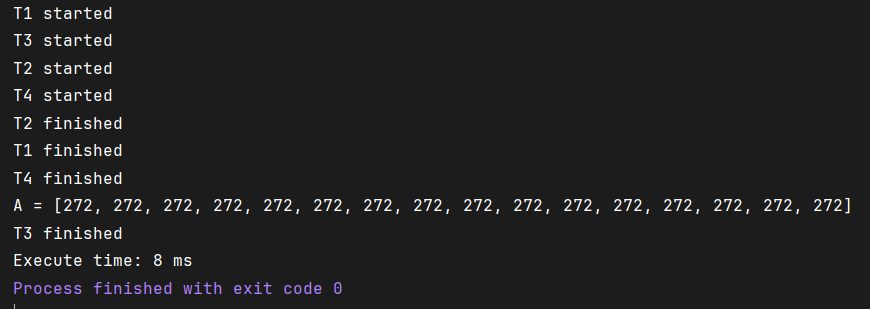 T1 started
T3 started
T2 started
T4 started
T2 finished
T1 finished
T4 finished
A = [272, 272, 272, 272, 272, 272, 272, 272, 272, 272, 272, 272, 272, 272, 272, 272]
T3 finished
Execute time: 8 ms
Process finished with exit code 0